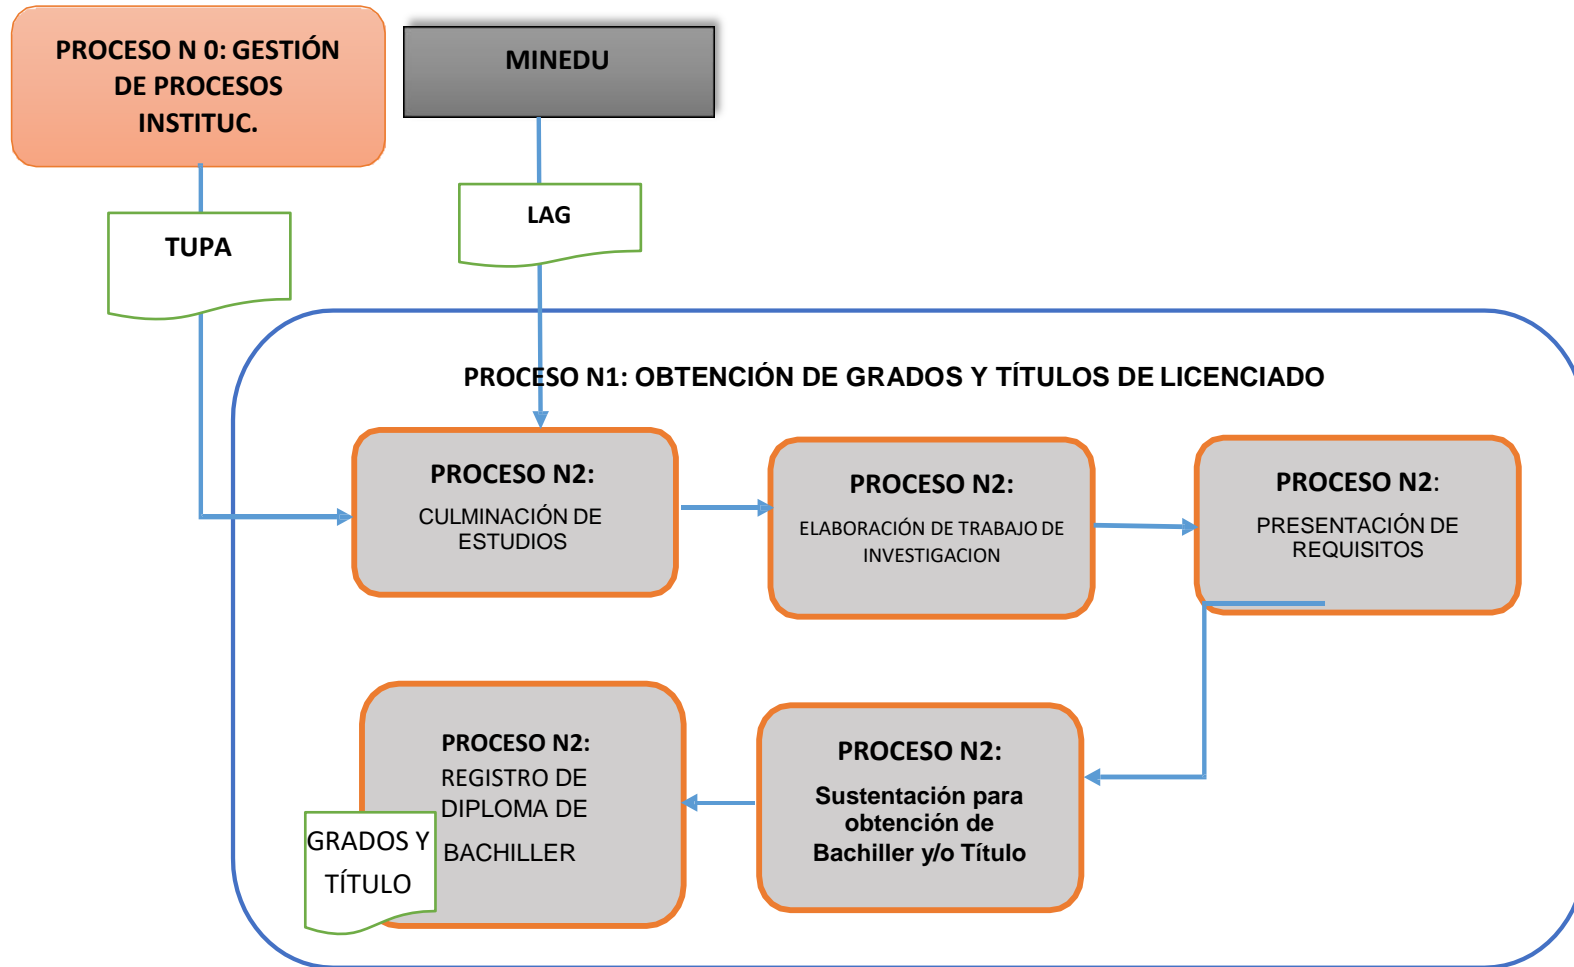 PROCESO N 0: GESTIÓN
DE PROCESOS
INSTITUC.
MINEDU
TUPA
LAG
PROCESO N1: OBTENCIÓN DE GRADOS Y TÍTULOS DE LICENCIADO
PROCESO N2:
CULMINACIÓN DE
ESTUDIOS
PROCESO N2:
ELABORACIÓN DE TRABAJO DE
INVESTIGACION
PROCESO N2:
PRESENTACIÓN DE
REQUISITOS
PROCESO N2:
REGISTRO DE
DIPLOMA DE
BACHILLER
GRADOS Y
TÍTULO
PROCESO N2:
Sustentación para
obtención de
Bachiller y/o Título